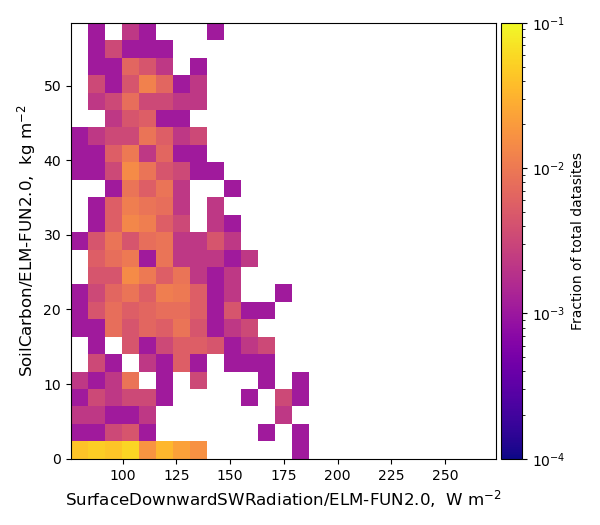 SoilCarbon/ELM-FUN2.0,  kg m⁻²
50
40
30
20
10
0
100 125 150 175 200 225 250
SurfaceDownwardSWRadiation/ELM-FUN2.0,  W m⁻²
10⁻¹
10⁻²
10⁻³
10⁻⁴
Fraction of total datasites